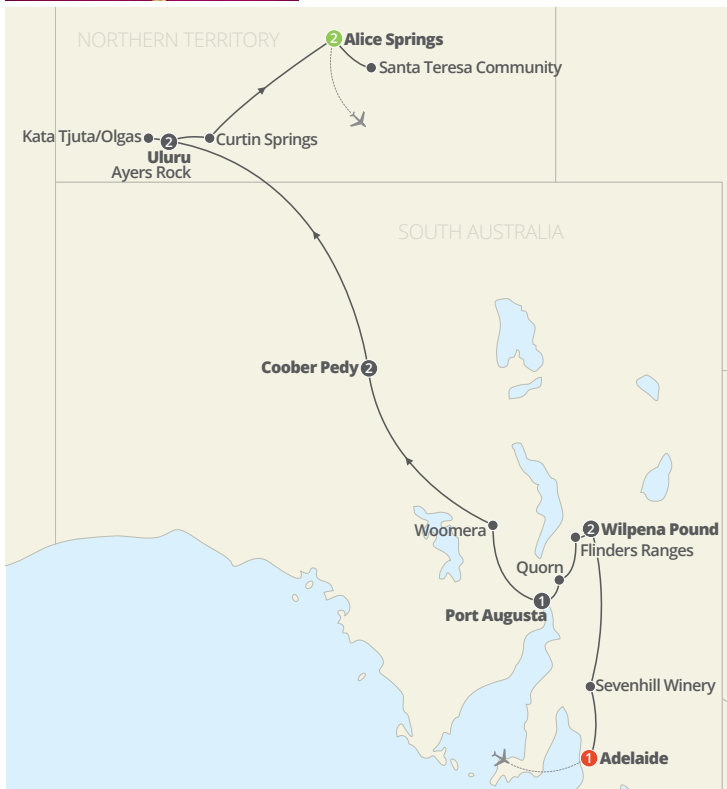 NORTHERN TERRITORY
2 Alice Springs
Santa Teresa Community
Kata Tjuta/Olgas
2
Curtin Springs
Uluru
Ayers Rock
SOUTH AUSTRALIA
Coober Pedy 2
Woomera
2 Wilpena Pound
Flinders Ranges
Quorn
1
Port Augusta
Sevenhill Winery
1 Adelaide